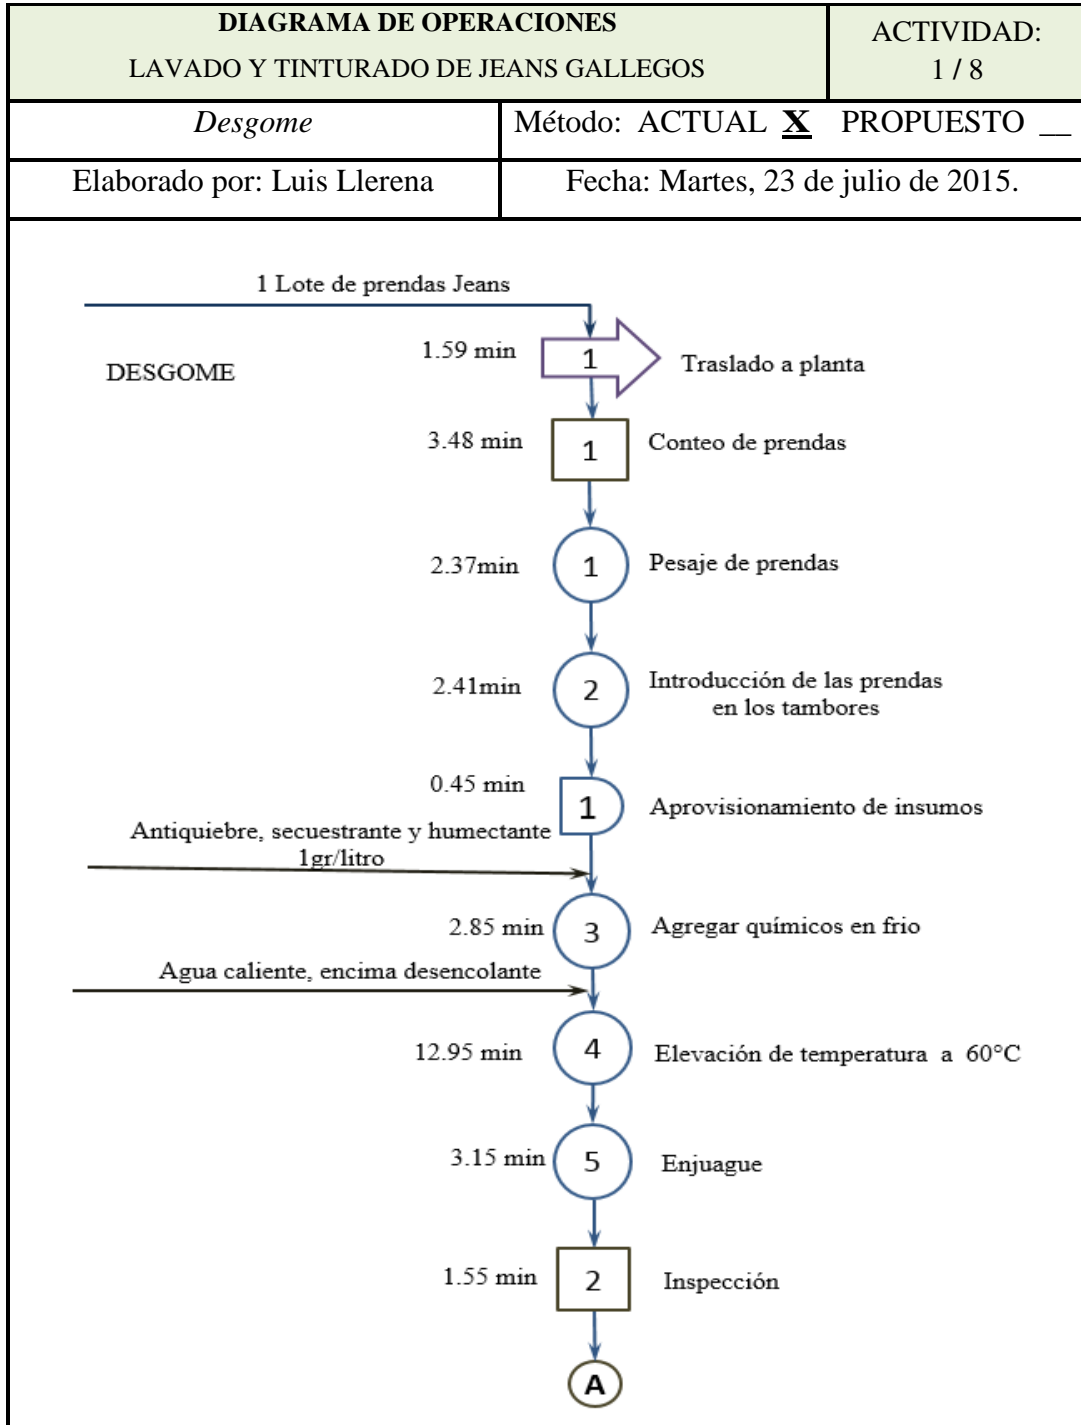 DIAGRAMA DE OPERACIONES
LAVADO Y TINTURADO DE JEANS GALLEGOS
ACTIVIDAD:
1 / 8
Desgome
Método: ACTUAL X PROPUESTO __
Elaborado por: Luis Llerena
Fecha: Martes, 23 de julio de 2015.
1 Lote de prendas Jeans
DESGOME
1.59 min
1
Traslado a planta
3.48 min
1
Conteo de prendas
2.37min
1
Pesaje de prendas
2.41min
2
Introducción de las prendas
en los tambores
0.45 min
1
Aprovisionamiento de insumos
Antiquiebre, secuestrante y humectante
1gr/litro
2.85 min
3
Agregar químicos en frio
Agua caliente, encima desencolante
12.95 min
4
Elevación de temperatura a 60°C
3.15 min
5
Enjuague
1.55 min
2
Inspección
A